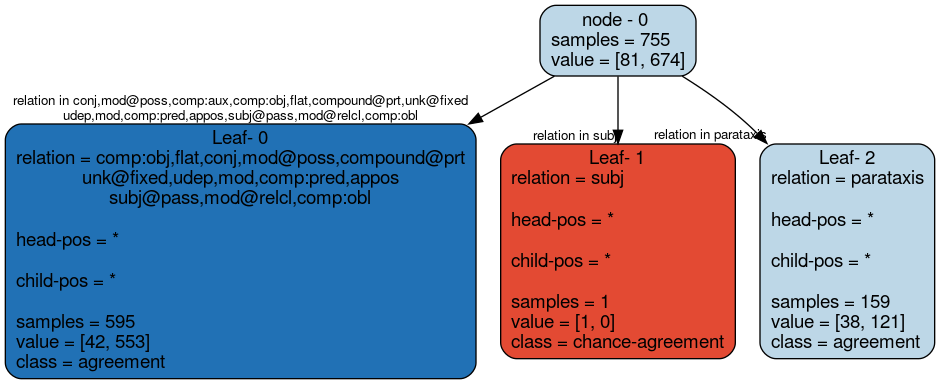 node - 0
samples = 755
value = [81, 674]
relation in conj,mod@poss,comp:aux,comp:obj,flat,compound@prt,unk@fixed
udep,mod,comp:pred,appos,subj@pass,mod@relcl,comp:obl
relation in subj
relation in parataxis
Leaf- 0
relation = comp:obj,flat,conj,mod@poss,compound@prt
unk@fixed,udep,mod,comp:pred,appos
subj@pass,mod@relcl,comp:obl
head-pos = *
child-pos = *
samples = 595
value = [42, 553]
class = agreement
Leaf- 1
relation = subj
head-pos = *
child-pos = *
samples = 1
value = [1, 0]
class = chance-agreement
Leaf- 2
relation = parataxis
head-pos = *
child-pos = *
samples = 159
value = [38, 121]
class = agreement